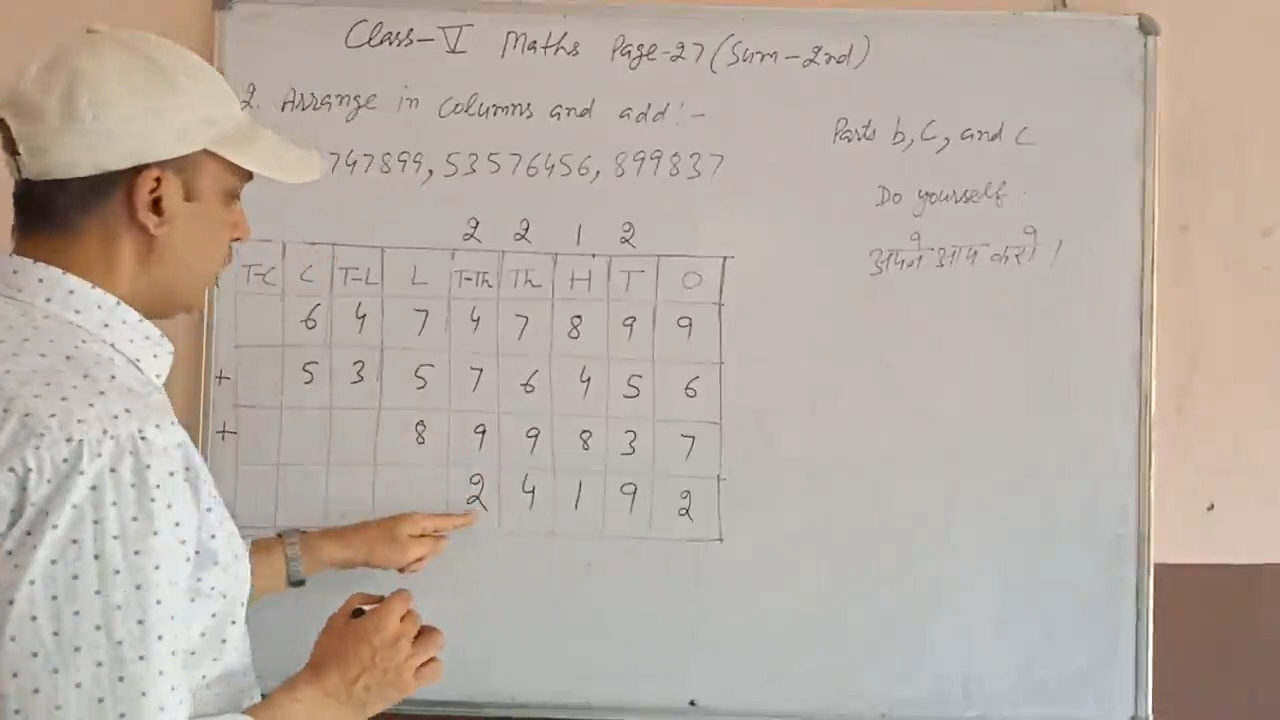 Class-V Maths Page-27 (Sum-2nd)
2. Arrange in columns and add:-
747899, 53576456, 899837
Parts b, C, and C
Do yourself.
अपने आप करो।
2 2 1 2
T-C C T-L L T-Th Th H T O
6 4 7 4 7 8 9 9
+ 5 3 5 7 6 4 5 6
+ 8 9 9 8 3 7
2 4 1 9 2